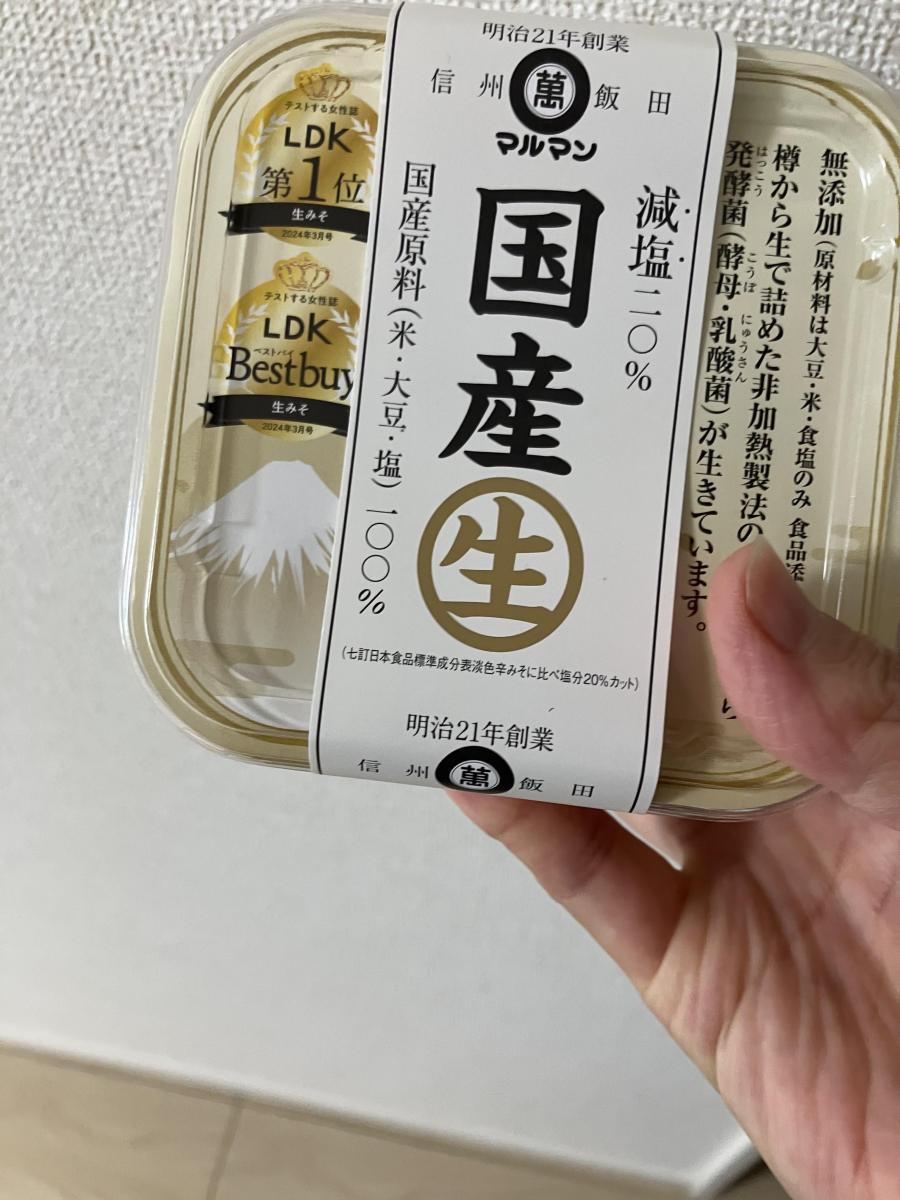 明治21年創業
信州 萬 飯田
マルマン
減塩二〇%
国産
生
国産原料(米・大豆・塩)一〇〇%
(七訂日本食品標準成分表淡色辛みそに比べ塩分20%カット)
明治21年創業
信州 萬 飯田
テストする女性誌
LDK
第1位
生みそ
2024年3月号
テストする女性誌
LDK
ベストバイ
Bestbuy
生みそ
2024年3月号
無添加(原材料は大豆・米・食塩のみ 食品添
樽から生で詰めた非加熱製法の
はっこう こうぼ にゅうさん
発酵菌(酵母・乳酸菌)が生きています。
ら